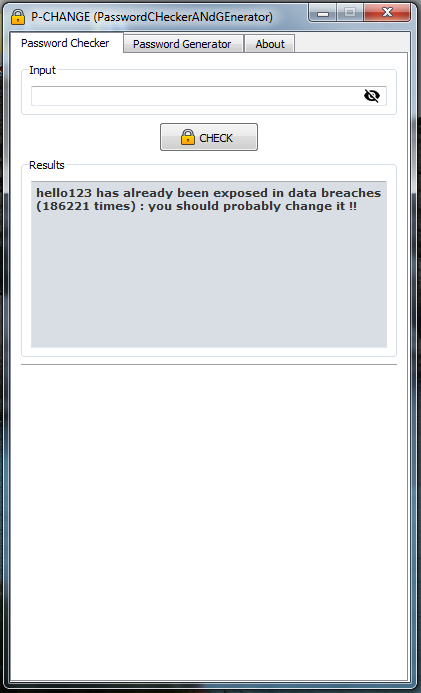 P-CHANGE (PasswordCHeckerANdGEnerator)
Password Checker
Password Generator
About
Input
CHECK
Results
hello123 has already been exposed in data breaches
(186221 times) : you should probably change it !!